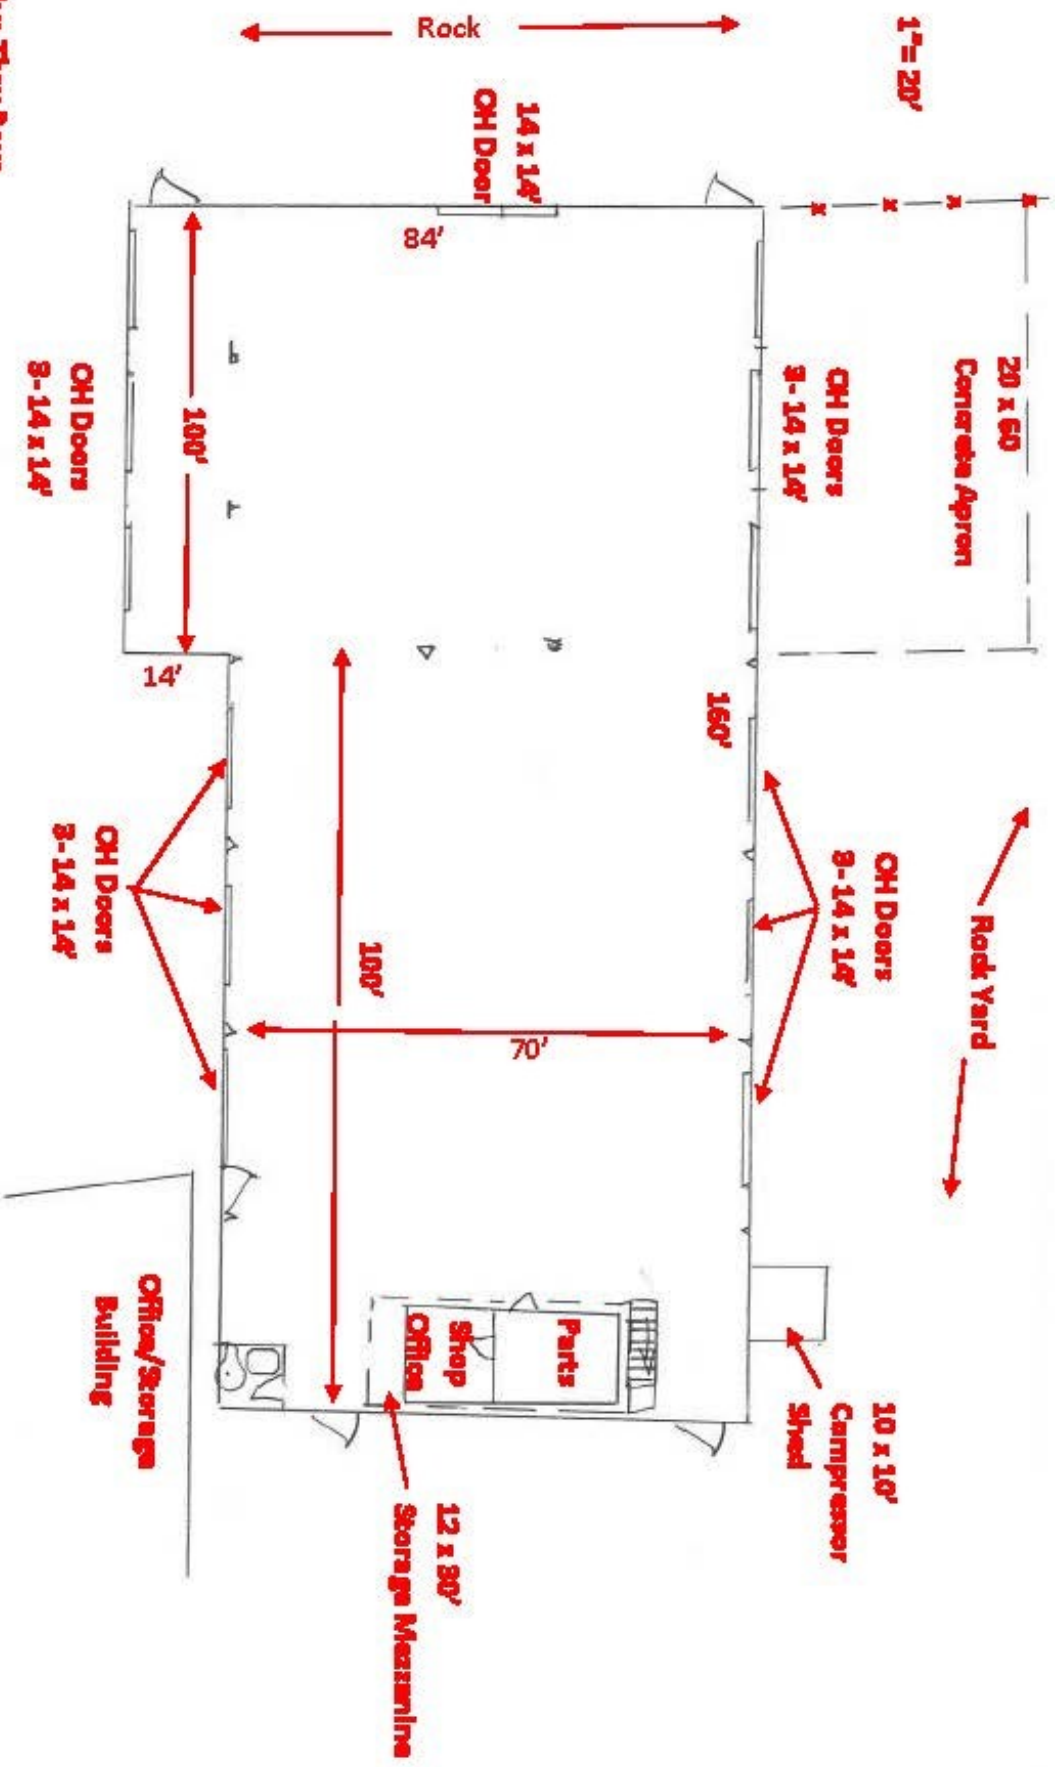 1"= 20'
Rock
14 x 14'
OH Door
84'
20 x 60
Concrete Apron
OH Doors
3- 14 x 14'
OH Doors
3- 14 x 14'
100'
14'
160'
Rock Yard
OH Doors
3-14 x 14'
OH Doors
3- 14 x 14'
100'
70'
Parts
Shop
Office
Office/Storage
Building
10 x 10'
Compressor
Shed
12 x 30'
Storage Mezzanine